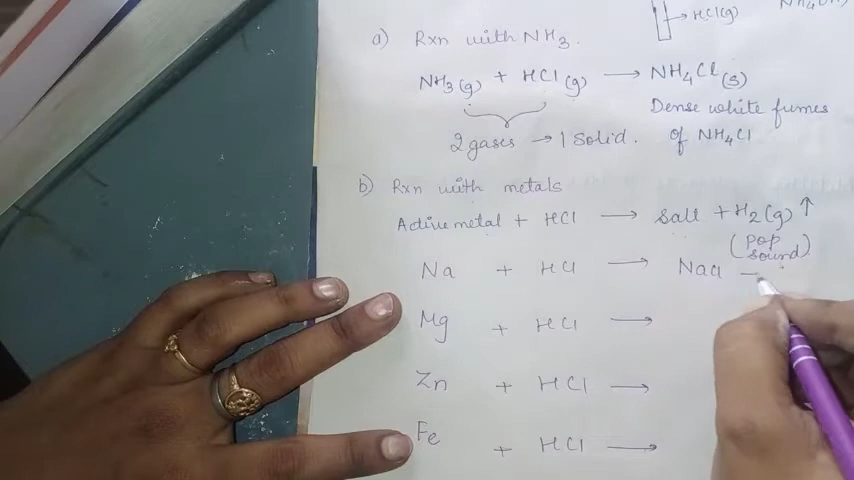 → HCl(g)
a) Rxn with NH3.
NH3(g) + HCl(g) → NH4Cl(s)
Dense white fumes
2 gases → 1 Solid. of NH4Cl
b) Rxn with metals
Active metal + HCl → Salt + H2(g) ↑
(Pop sound)
Na + HCl → NaCl –
Mg + HCl →
Zn + HCl →
Fe + HCl →